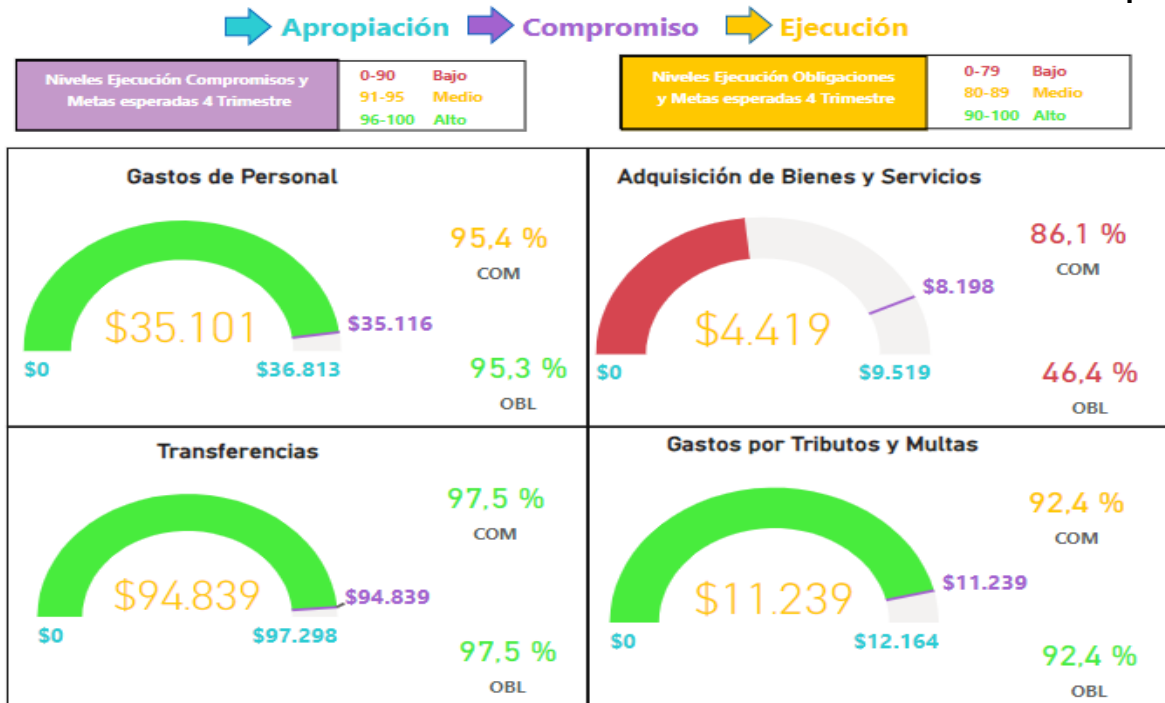 Apropiación Compromiso Ejecución
Niveles Ejecución Compromisos y
Metas esperadas 4 Trimestre
0-90 Bajo
91-95 Medio
96-100 Alto
Niveles Ejecución Obligaciones
y Metas esperadas 4 Trimestre
0-79 Bajo
80-89 Medio
90-100 Alto
Gastos de Personal
95,4 %
COM
$35.101
$35.116
$0
$36.813
95,3 %
OBL
Adquisición de Bienes y Servicios
86,1 %
COM
$8.198
$4.419
$0
$9.519
46,4 %
OBL
Transferencias
97,5 %
COM
$94.839
$94.839
$0
$97.298
97,5 %
OBL
Gastos por Tributos y Multas
92,4 %
COM
$11.239
$11.239
$0
$12.164
92,4 %
OBL